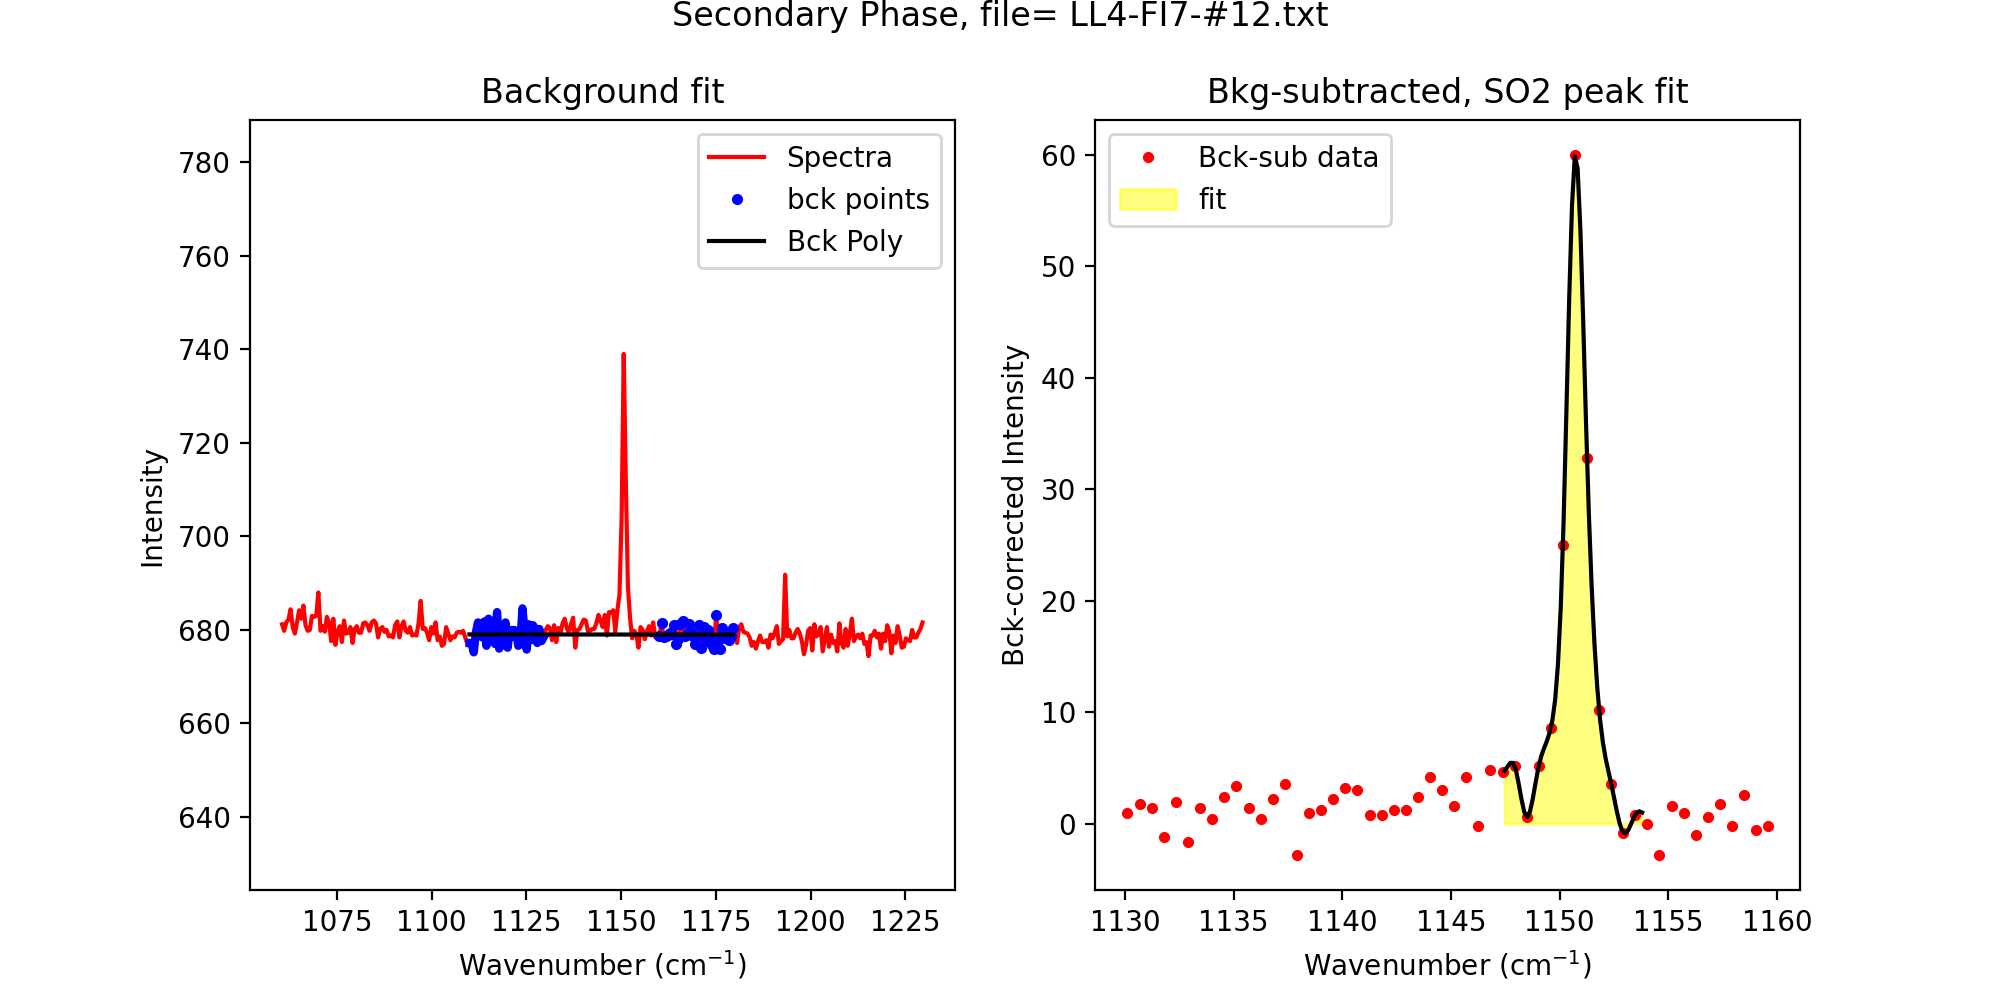 Secondary Phase, file= LL4-FI7-#12.txt
Background fit
Spectra
bck points
Bck Poly
780
760
740
720
700
680
660
640
Intensity
1075 1100 1125 1150 1175 1200 1225
Wavenumber (cm⁻¹)
Bkg-subtracted, SO2 peak fit
Bck-sub data
fit
60
50
40
30
20
10
0
Bck-corrected Intensity
1130 1135 1140 1145 1150 1155 1160
Wavenumber (cm⁻¹)